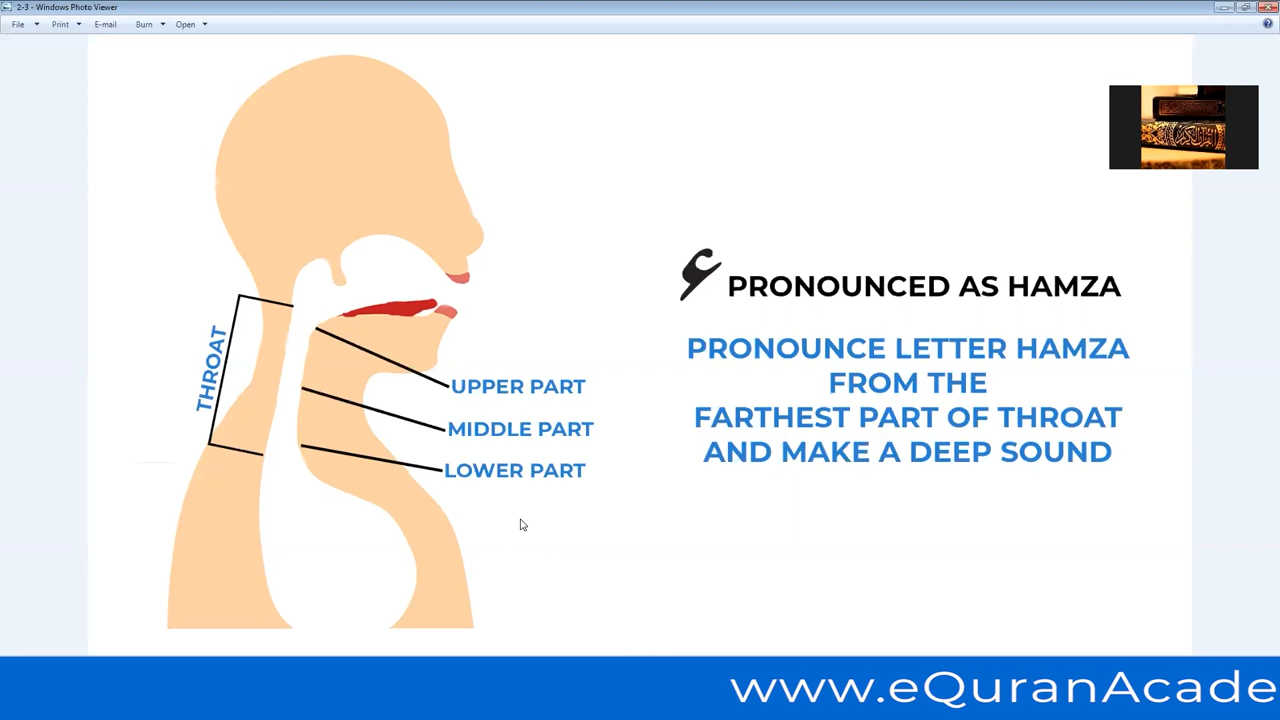 2-3 - Windows Photo Viewer
File Print E-mail Burn Open
THROAT
UPPER PART
MIDDLE PART
LOWER PART
ء PRONOUNCED AS HAMZA
PRONOUNCE LETTER HAMZA
FROM THE
FARTHEST PART OF THROAT
AND MAKE A DEEP SOUND
www.eQuranAcade